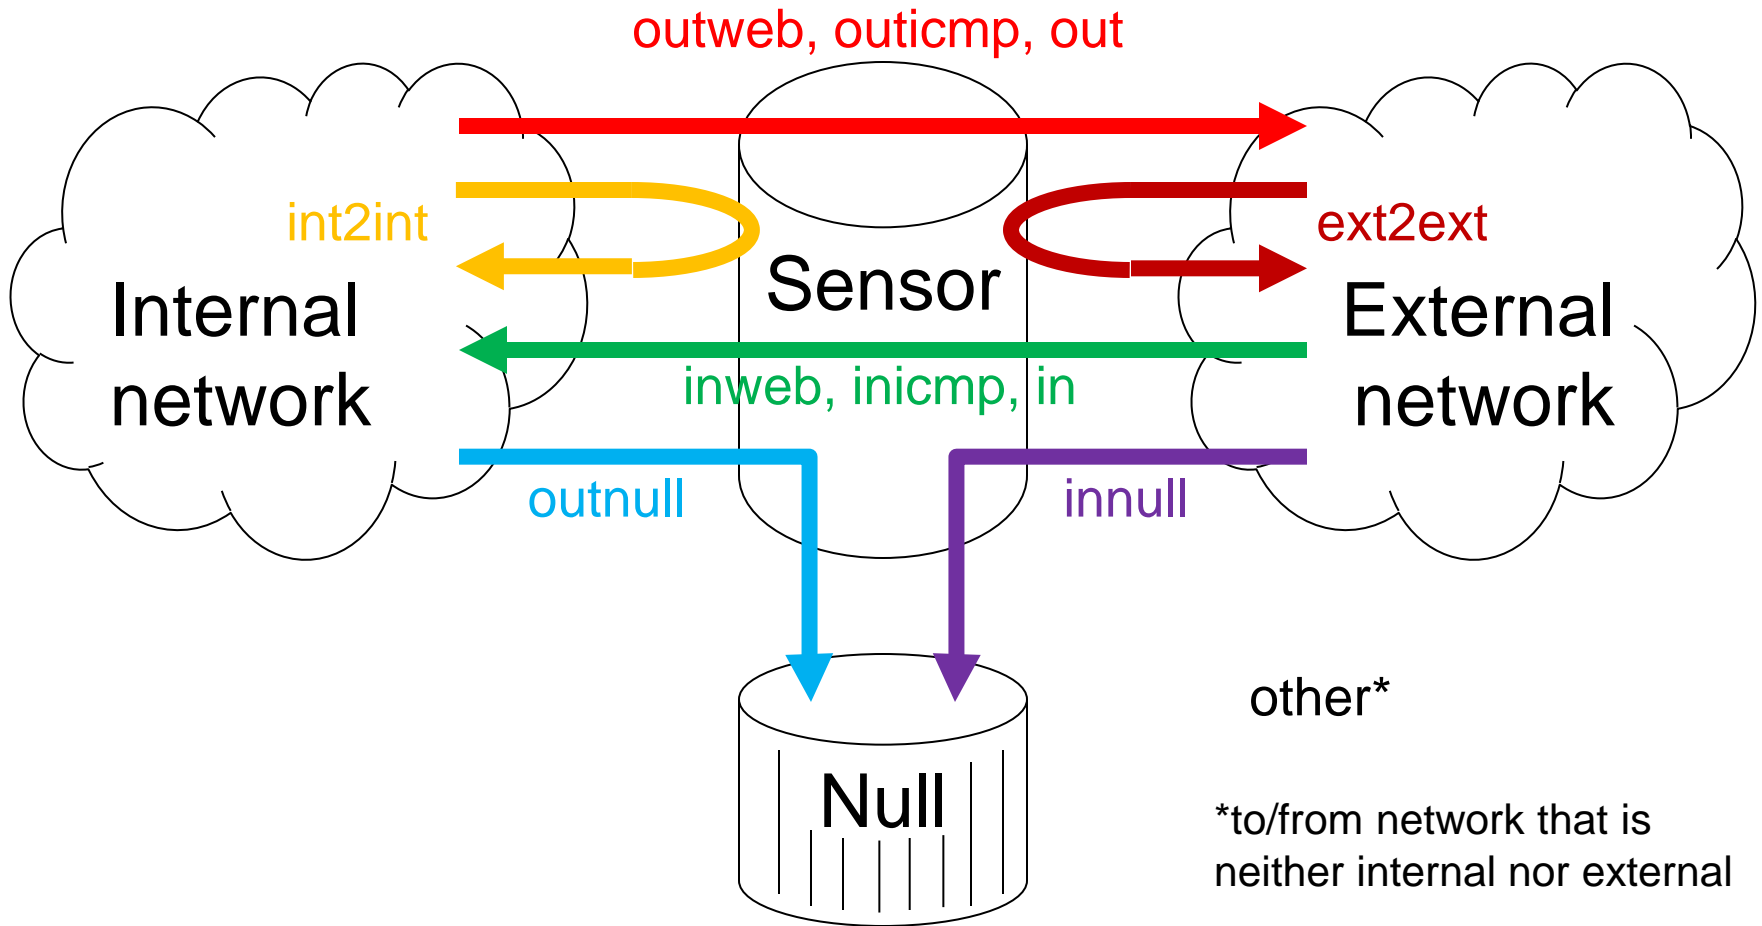 outweb, outicmp, out
int2int
ext2ext
Sensor
Internal
network
External
network
inweb, inicmp, in
outnull
innull
other*
Null
*to/from network that is
neither internal nor external